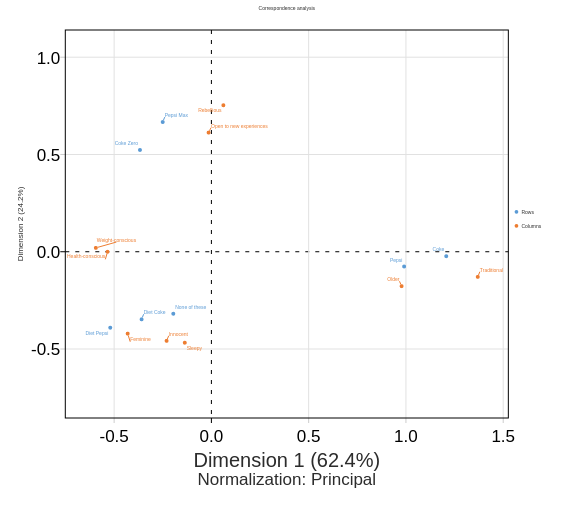 Correspondence analysis
1.0
0.5
0.0
-0.5
Dimension 2 (24.2%)
Rebellious
Pepsi Max
Open to new experiences
Coke Zero
Weight-conscious
Health-conscious
Coke
Pepsi
Traditional
Older
None of these
Diet Coke
Diet Pepsi
Feminine
Innocent
Sleepy
Rows
Columns
-0.5
0.0
0.5
1.0
1.5
Dimension 1 (62.4%)
Normalization: Principal